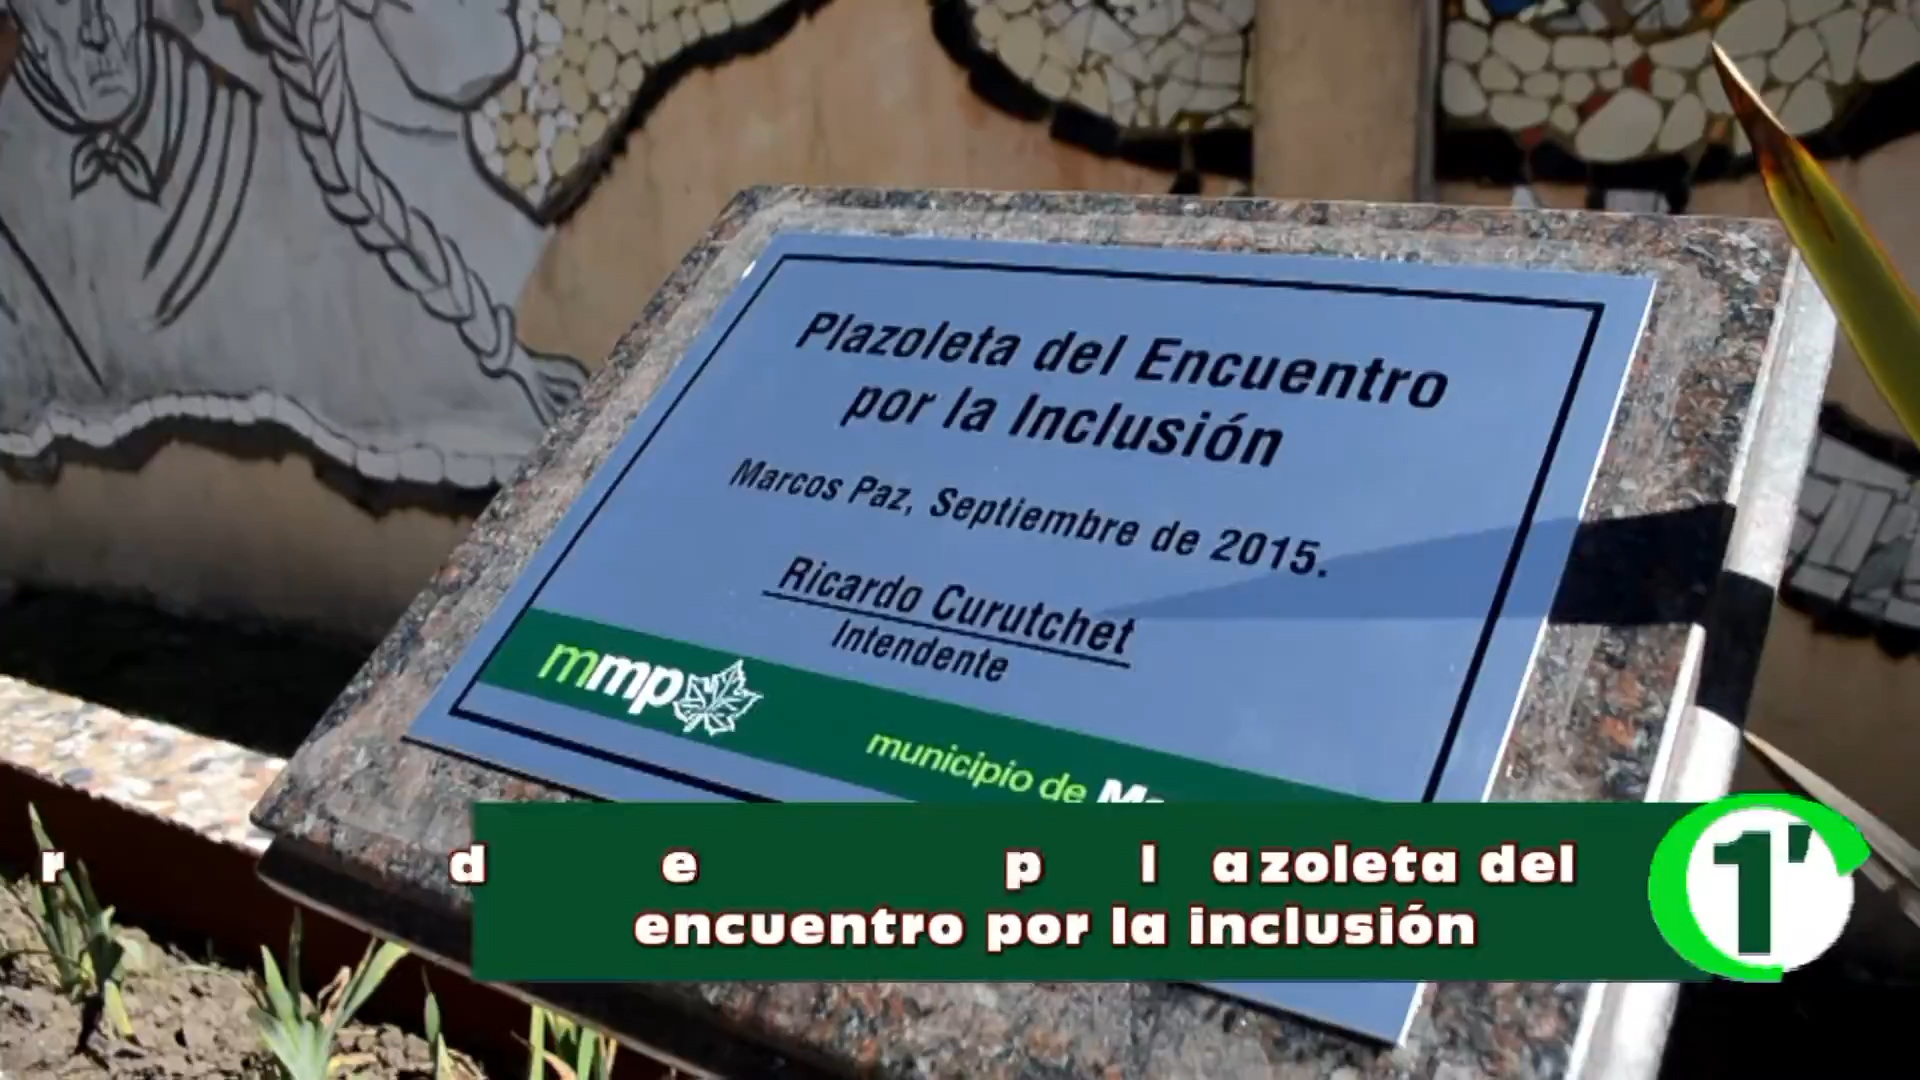 Plazoleta del Encuentro
por la Inclusión
Marcos Paz, Septiembre de 2015.
Ricardo Curutchet
Intendente
mmp
municipio de
r d e p l azoleta del
encuentro por la inclusión
1'